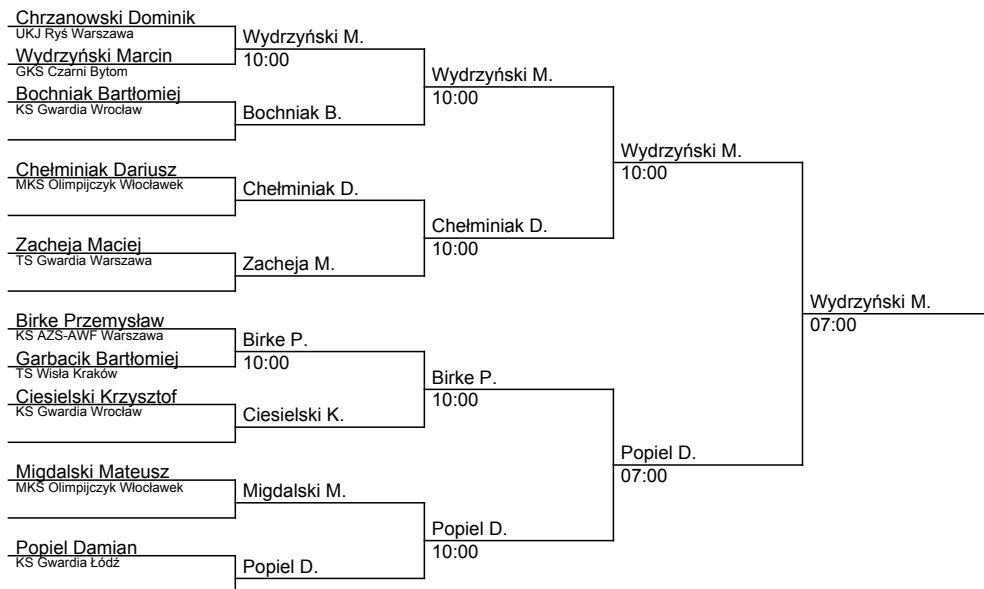 Chrzanowski Dominik
UKJ Ryś Warszawa
Wydrzyński Marcin
GKS Czarni Bytom
Bochniak Bartłomiej
KS Gwardia Wrocław
Chełminiak Dariusz
MKS Olimpijczyk Włocławek
Zacheja Maciej
TS Gwardia Warszawa
Birke Przemysław
KS AZS-AWF Warszawa
Garbacik Bartłomiej
TS Wisła Kraków
Ciesielski Krzysztof
KS Gwardia Wrocław
Migdalski Mateusz
MKS Olimpijczyk Włocławek
Popiel Damian
KS Gwardia Łódź
Wydrzyński M.
10:00
Bochniak B.
Chełminiak D.
Zacheja M.
Birke P.
10:00
Ciesielski K.
Migdalski M.
Popiel D.
Wydrzyński M.
10:00
Chełminiak D.
10:00
Birke P.
10:00
Popiel D.
10:00
Wydrzyński M.
10:00
Popiel D.
07:00
Wydrzyński M.
07:00